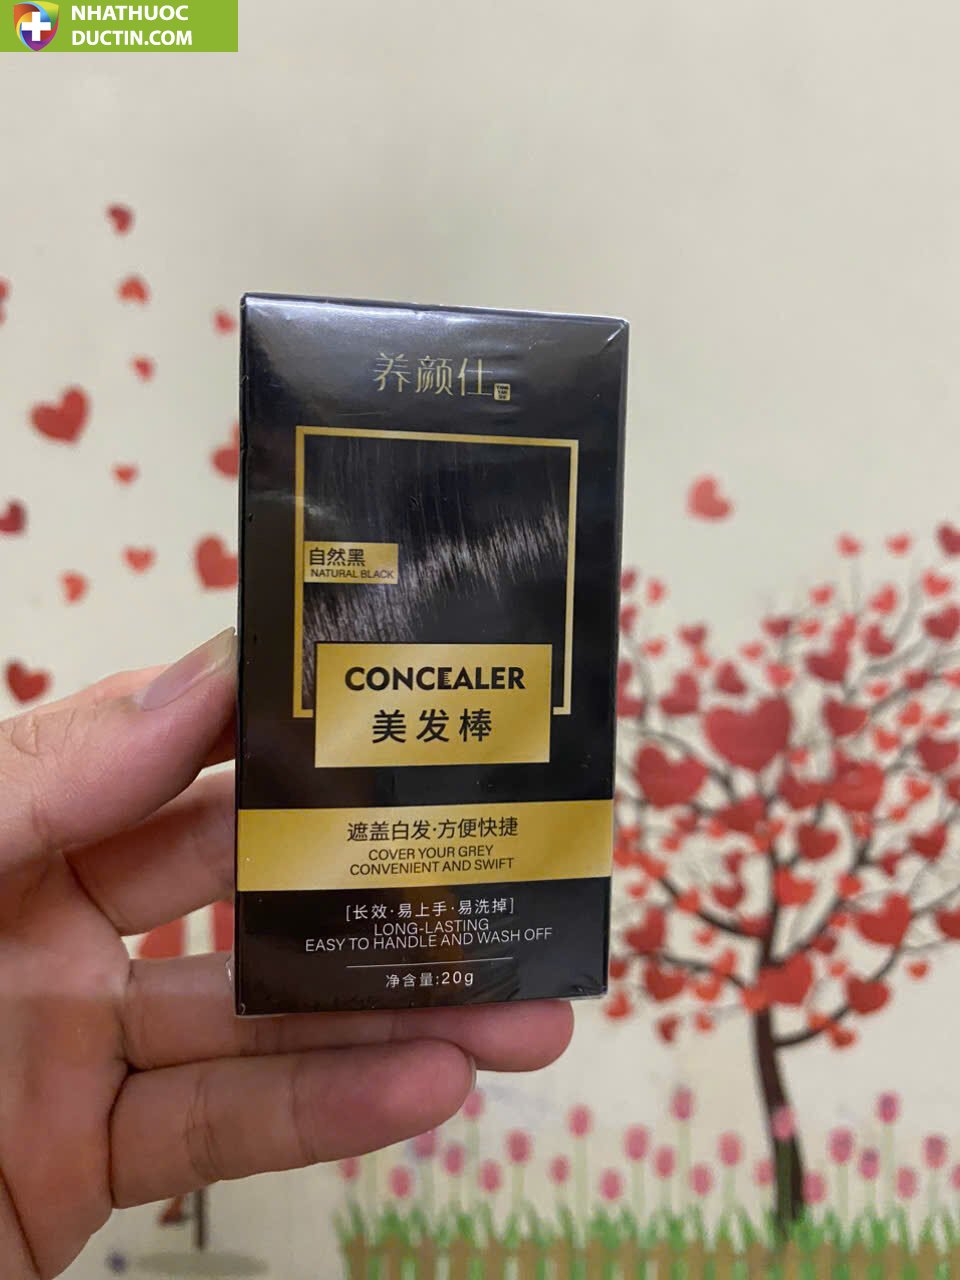 NHATHUOC
DUCTIN.COM
养颜仕
自然黑
NATURAL BLACK
CONCEALER
美发棒
遮盖白发·方便快捷
COVER YOUR GREY
CONVENIENT AND SWIFT
[长效·易上手·易洗掉]
LONG-LASTING
EASY TO HANDLE AND WASH OFF
净含量:20g